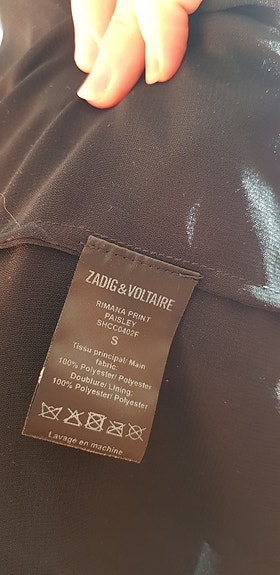 ZADIG&VOLTAIRE
RIMANA PRINT
PAISLEY
SHCC0402F
S
Tissu principal/ Main
fabric
100% Polyester/ Polyester
Doublure/ Lining:
100% Polyester/ Polyester
Lavage en machine